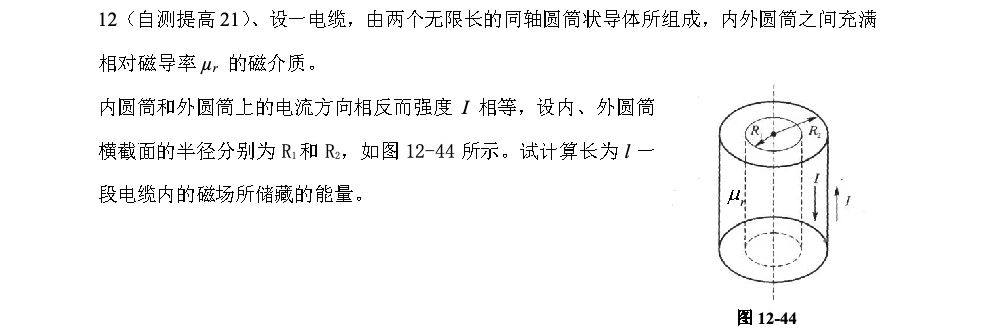 12（自测提高 21）、设一电缆，由两个无限长的同轴圆筒状导体所组成，内外圆筒之间充满
相对磁导率 μr 的磁介质。
内圆筒和外圆筒上的电流方向相反而强度 I 相等，设内、外圆筒
横截面的半径分别为 R₁和 R₂，如图 12-44 所示。试计算长为 l 一
段电缆内的磁场所储藏的能量。
R₁ R₂
μr I I
图 12-44